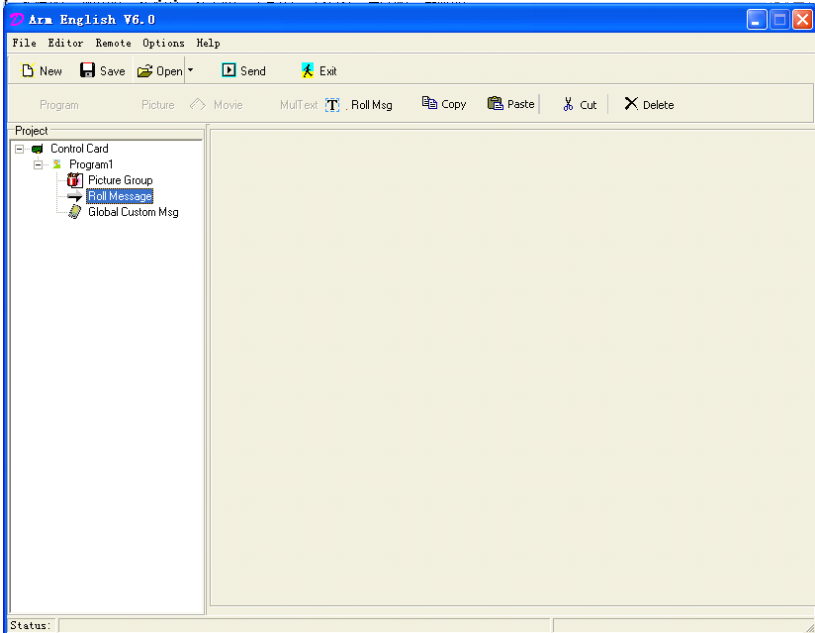 Arm English V6.0
File Editor Remote Options Help
New Save Open Send Exit
Program Picture Movie MulText T . Roll Msg Copy Paste Cut Delete
Project
Control Card
Program1
Picture Group
Roll Message
Global Custom Msg
Status: